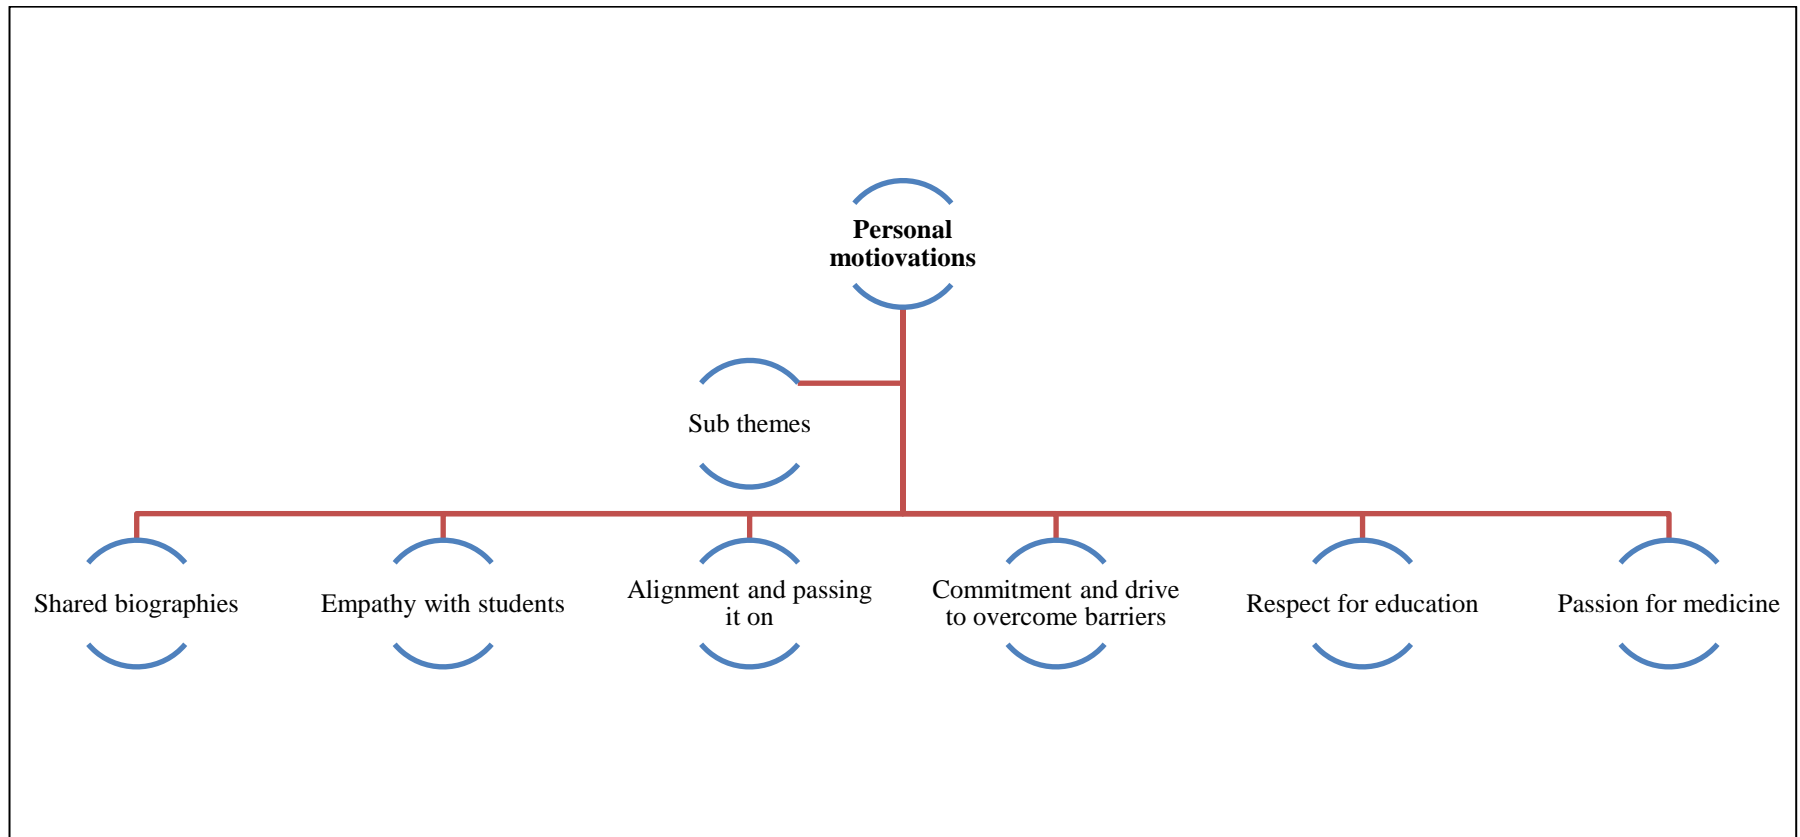 Personal
motiovations
Sub themes
Shared biographies
Empathy with students
Alignment and passing
it on
Commitment and drive
to overcome barriers
Respect for education
Passion for medicine